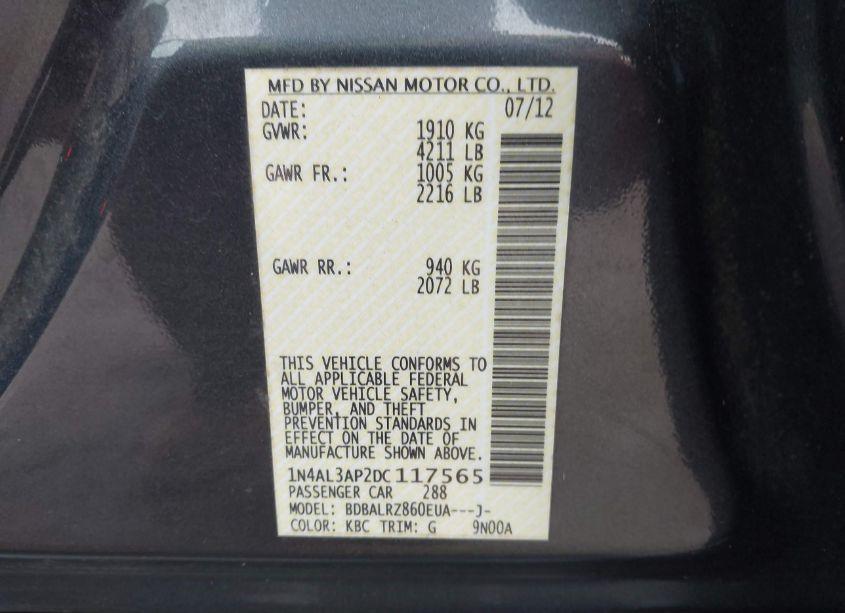 MFD BY NISSAN MOTOR CO., LTD.
DATE: 07/12
GVWR: 1910 KG
4211 LB
GAWR FR.: 1005 KG
2216 LB
GAWR RR.: 940 KG
2072 LB
THIS VEHICLE CONFORMS TO
ALL APPLICABLE FEDERAL
MOTOR VEHICLE SAFETY,
BUMPER, AND THEFT
PREVENTION STANDARDS IN
EFFECT ON THE DATE OF
MANUFACTURE SHOWN ABOVE.
1N4AL3AP2DC117565
PASSENGER CAR 288
MODEL: BDBALRZ860EUA---J-
COLOR: KBC TRIM: G 9N00A